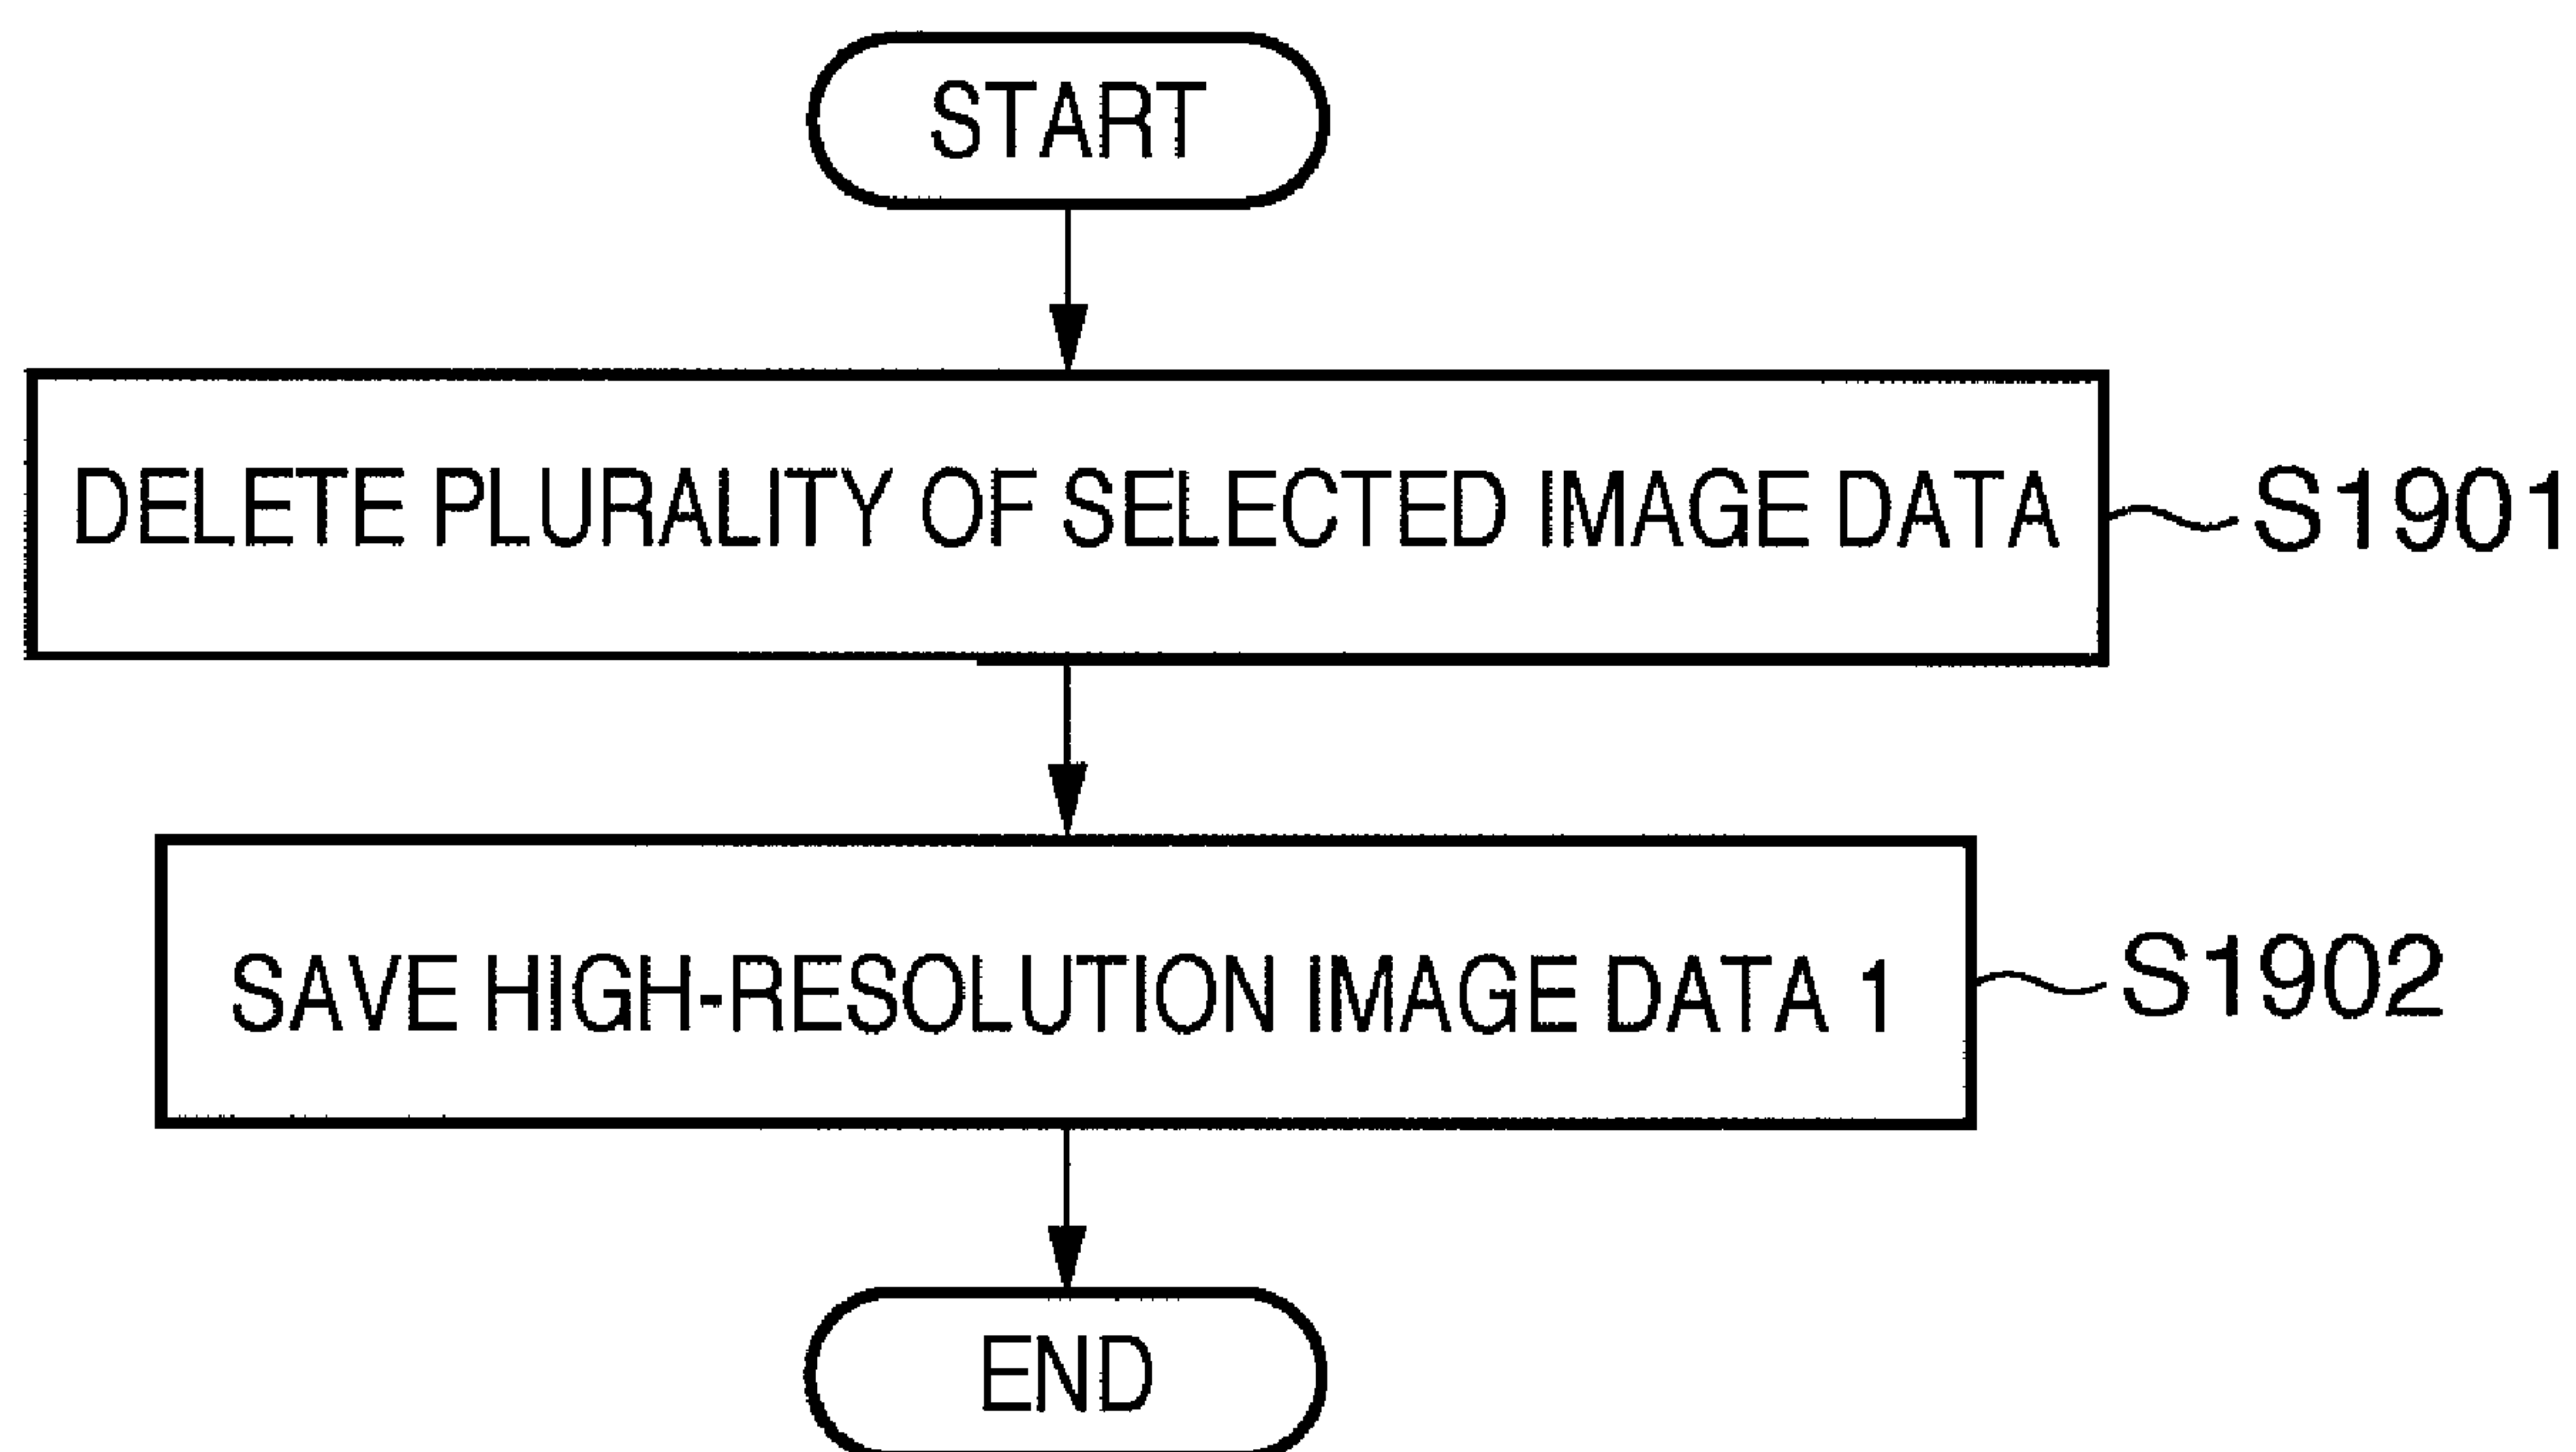 START
DELETE PLURALITY OF SELECTED IMAGE DATA
S1901
SAVE HIGH-RESOLUTION IMAGE DATA 1
S1902
END